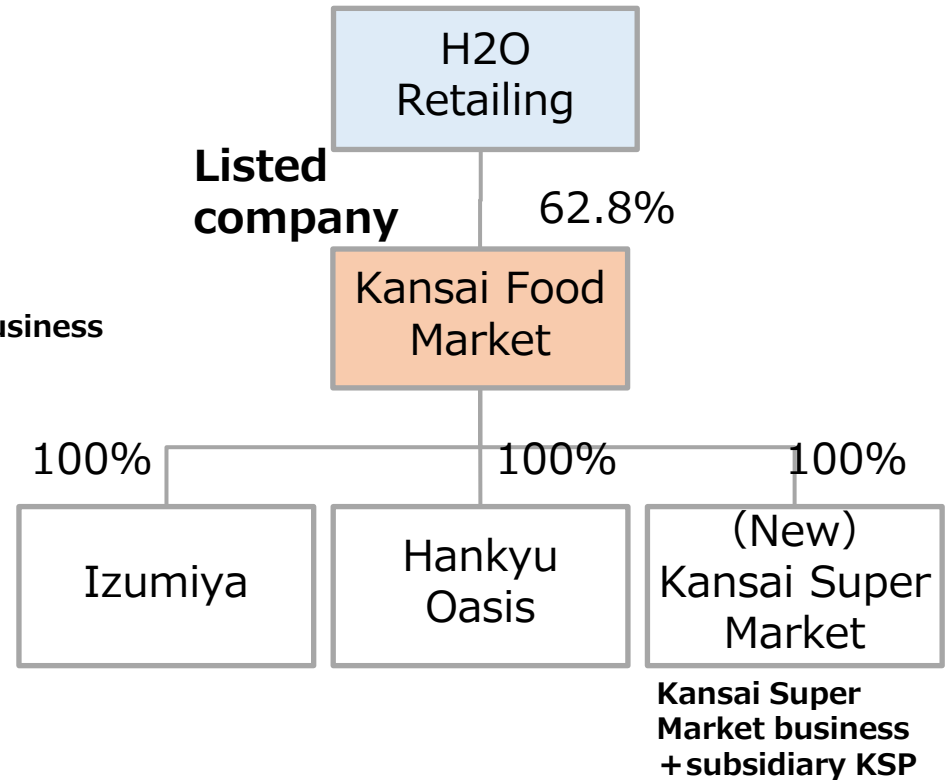 H2O
Retailing
Listed
company
62.8%
Kansai Food
Market
usiness
100%
100%
100%
Izumiya
Hankyu
Oasis
（New）
Kansai Super
Market
Kansai Super
Market business
+subsidiary KSP